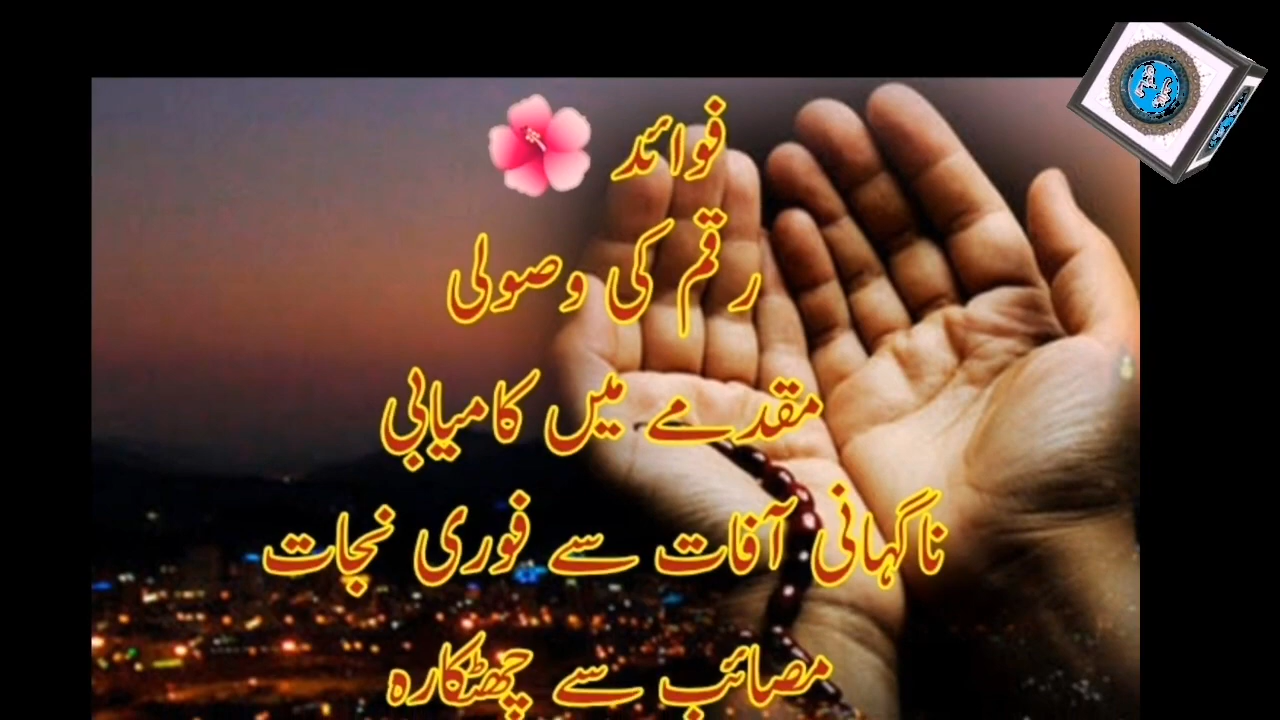 فوائد
رقم کی وصولی
مقدمے میں کامیابی
ناگہانی آفات سے فوری نجات
مصائب سے چھٹکارہ